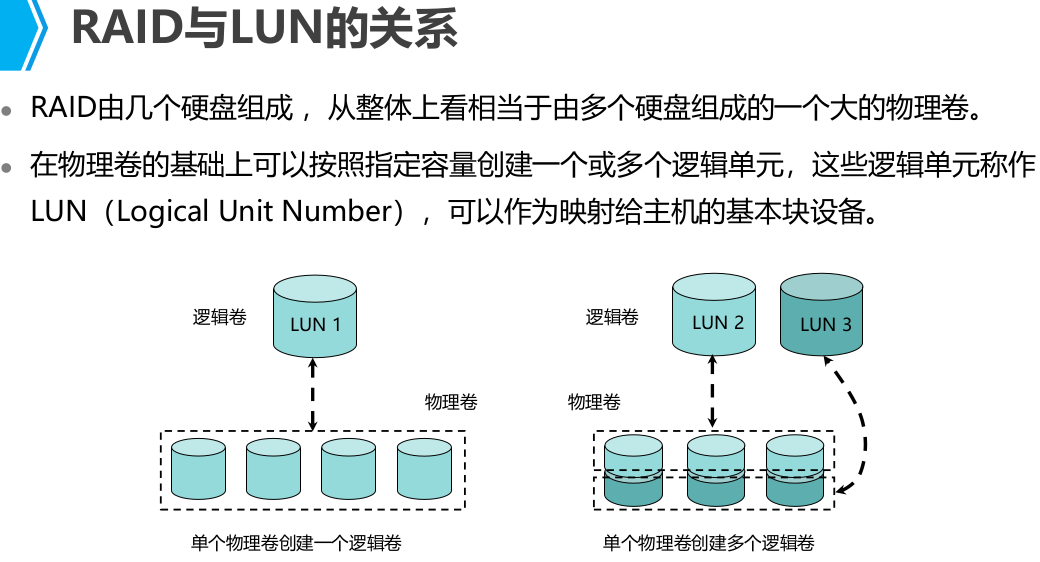 RAID与LUN的关系
RAID由几个硬盘组成，从整体上看相当于由多个硬盘组成的一个大的物理卷。
在物理卷的基础上可以按照指定容量创建一个或多个逻辑单元，这些逻辑单元称作
LUN（Logical Unit Number），可以作为映射给主机的基本块设备。
逻辑卷
LUN 1
物理卷
单个物理卷创建一个逻辑卷
逻辑卷
LUN 2
LUN 3
物理卷
单个物理卷创建多个逻辑卷